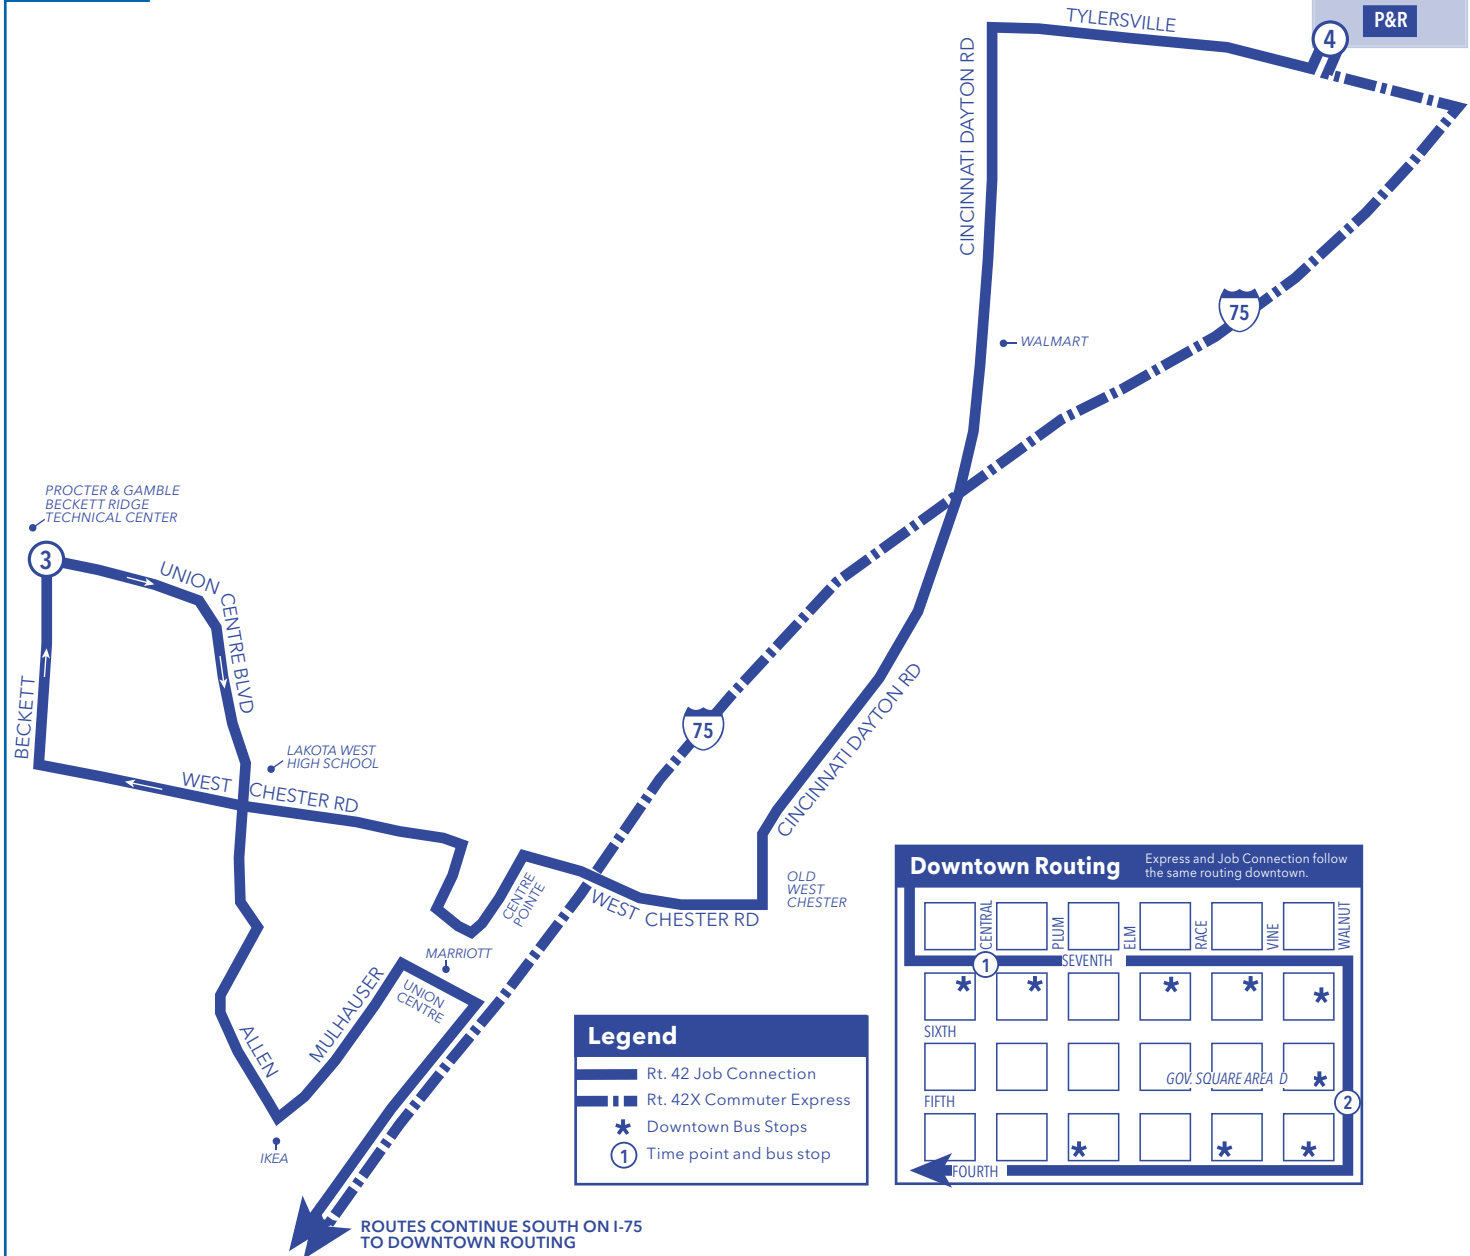 P&R
4
TYLERSVILLE
CINCINNATI DAYTON RD
75
WALMART
PROCTER & GAMBLE
BECKETT RIDGE
TECHNICAL CENTER
3
UNION
CENTRE BLVD
BECKETT
LAKOTA WEST
HIGH SCHOOL
WEST CHESTER RD
75
CINCINNATI DAYTON RD
CENTRE
POINTE
WEST CHESTER RD
OLD
WEST
CHESTER
MARRIOTT
UNION
CENTRE
MULHAUSER
ALLEN
IKEA
ROUTES CONTINUE SOUTH ON I-75
TO DOWNTOWN ROUTING
Legend
Rt. 42 Job Connection
Rt. 42X Commuter Express
* Downtown Bus Stops
1 Time point and bus stop
Downtown Routing
Express and Job Connection follow
the same routing downtown.
CENTRAL
PLUM
ELM
RACE
VINE
WALNUT
1
SEVENTH
SIXTH
GOV. SQUARE AREA D
FIFTH
2
FOURTH